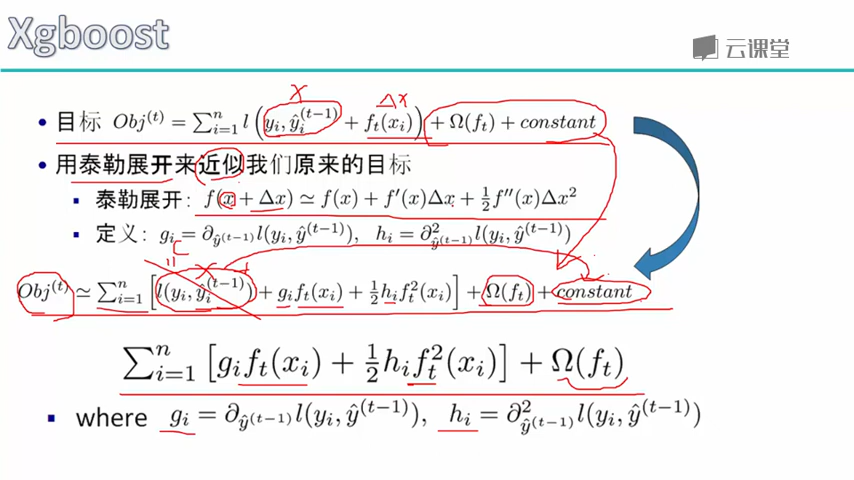 Xgboost
云课堂
x
Δx
• 目标 Obj^{(t)} = ∑_{i=1}^{n} l(y_i, ŷ_i^{(t-1)} + f_t(x_i)) + Ω(f_t) + constant
• 用泰勒展开来近似我们原来的目标
▪ 泰勒展开：f(x + Δx) ≃ f(x) + f'(x)Δx + ½f''(x)Δx²
▪ 定义：g_i = ∂_{ŷ^{(t-1)}} l(y_i, ŷ^{(t-1)}), h_i = ∂²_{ŷ^{(t-1)}} l(y_i, ŷ^{(t-1)})
Obj^{(t)} ≃ ∑_{i=1}^{n} [l(y_i, ŷ_i^{(t-1)}) + g_i f_t(x_i) + ½h_i f_t²(x_i)] + Ω(f_t) + constant
∑_{i=1}^{n} [g_i f_t(x_i) + ½h_i f_t²(x_i)] + Ω(f_t)
▪ where g_i = ∂_{ŷ^{(t-1)}} l(y_i, ŷ^{(t-1)}), h_i = ∂²_{ŷ^{(t-1)}} l(y_i, ŷ^{(t-1)})